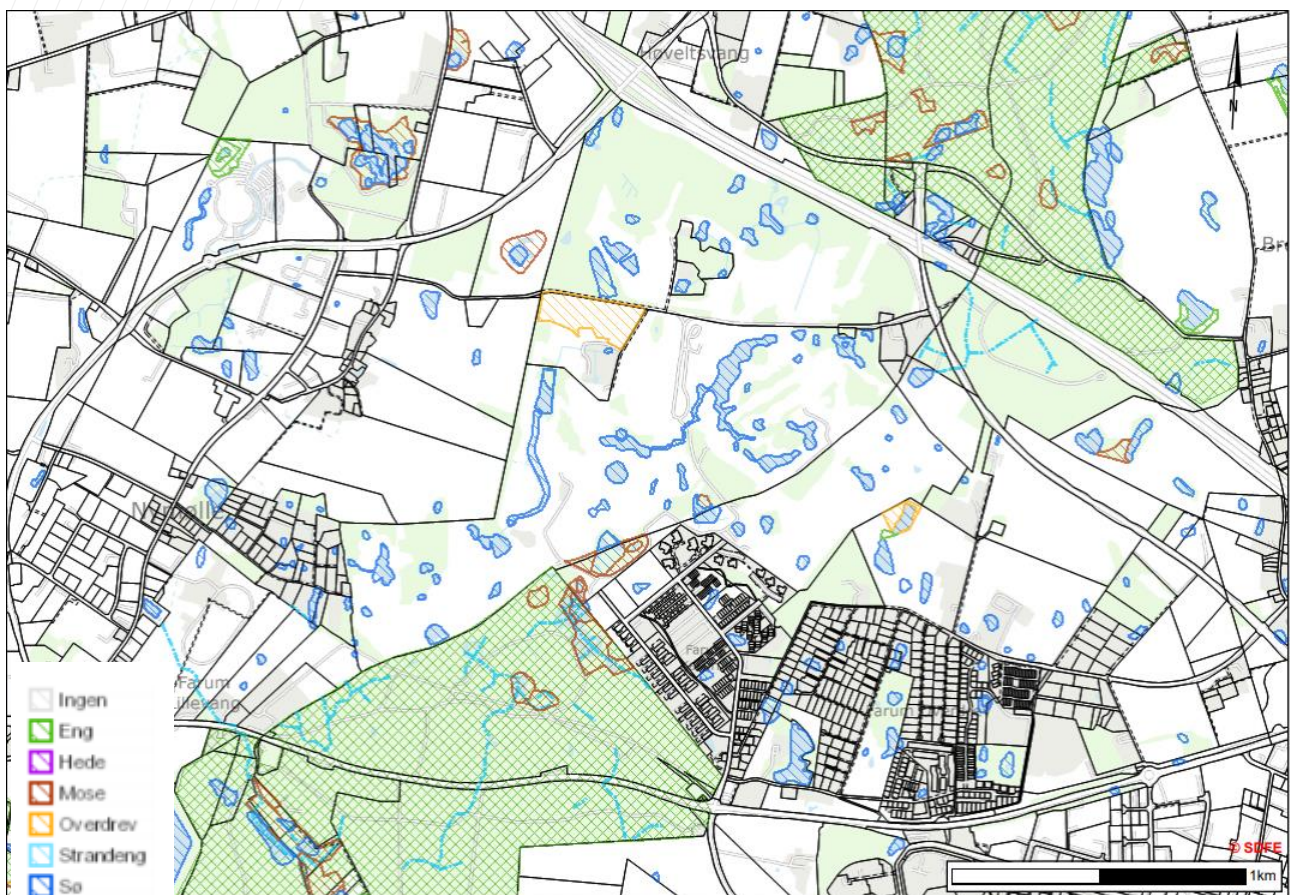 Høveltsvang
N
Farum
Lillevang
Ingen
Eng
Hede
Mose
Overdrev
Strandeng
Sø
© SDFE
1km